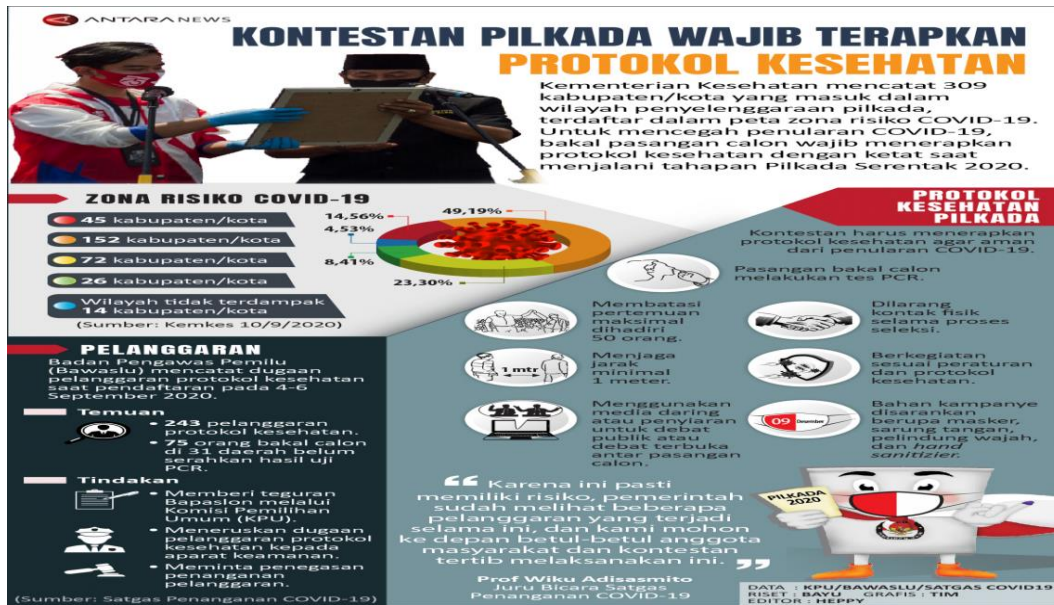 ANTARA NEWS
KONTESTAN PILKADA WAJIB TERAPKAN
PROTOKOL KESEHATAN
Kementerian Kesehatan mencatat 309
kabupaten/kota yang masuk dalam
wilayah penyelenggaraan pilkada,
terdaftar dalam peta zona risiko COVID-19.
Untuk mencegah penularan COVID-19,
bakal pasangan calon wajib menerapkan
protokol kesehatan dengan ketat saat
menjalani tahapan Pilkada Serentak 2020.
ZONA RISIKO COVID-19
45 kabupaten/kota
152 kabupaten/kota
72 kabupaten/kota
26 kabupaten/kota
Wilayah tidak terdampak
14 kabupaten/kota
(Sumber: Kemkes 10/9/2020)
14,56%
49,19%
4,53%
8,41%
23,30%
PELANGGARAN
Badan Pengawas Pemilu
(Bawaslu) mencatat dugaan
pelanggaran protokol kesehatan
saat pendaftaran pada 4-6
September 2020.
Temuan
• 243 pelanggaran
protokol kesehatan.
• 75 orang bakal calon
di 31 daerah belum
serahkan hasil uji
PCR.
Tindakan
• Memberi teguran
Bapaslon melalui
Komisi Pemilihan
Umum (KPU).
• Meneruskan dugaan
pelanggaran protokol
kesehatan kepada
aparat keamanan.
• Meminta penegasan
penanganan
pelanggaran.
(Sumber: Satgas Penanganan COVID-19)
PROTOKOL
KESEHATAN
PILKADA
Kontestan harus menerapkan
protokol kesehatan agar aman
dari penularan COVID-19.
Pasangan bakal calon
melakukan tes PCR.
Membatasi
pertemuan
maksimal
dihadiri
50 orang.
Dilarang
kontak fisik
selama proses
seleksi.
1 mtr
Menjaga
jarak
minimal
1 meter.
Berkegiatan
sesuai peraturan
dan protokol
kesehatan.
Menggunakan
media daring
atau penyiaran
untuk debat
publik atau
debat terbuka
antar pasangan
calon.
09 Desember
Bahan kampanye
disarankan
berupa masker,
sarung tangan,
pelindung wajah,
dan hand
sanitizier.
“ Karena ini pasti
memiliki risiko, pemerintah
sudah melihat beberapa
pelanggaran yang terjadi
selama ini, dan kami mohon
ke depan betul-betul anggota
masyarakat dan kontestan
tertib melaksanakan ini. ”
Prof Wiku Adisasmito
Juru Bicara Satgas
Penanganan COVID-19
PILKADA
2020
DATA : KPU/BAWASLU/SATGAS COVID19
RISET : BAYU GRAFIS : TIM
EDITOR : HEPPY